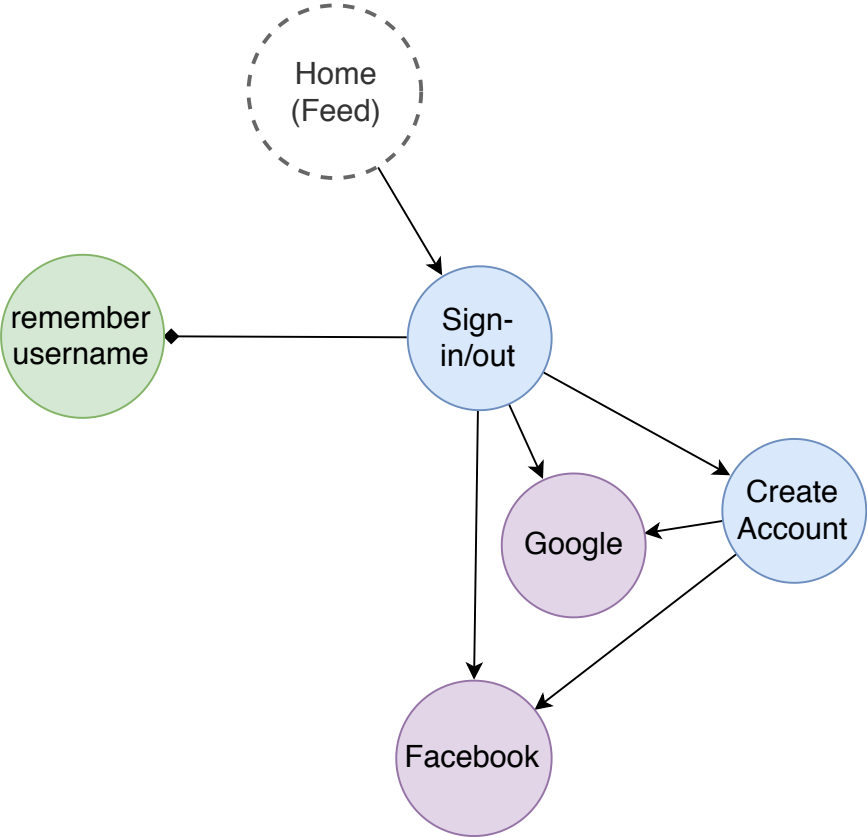 Home
(Feed)
remember
username
Sign-
in/out
Create
Account
Google
Facebook